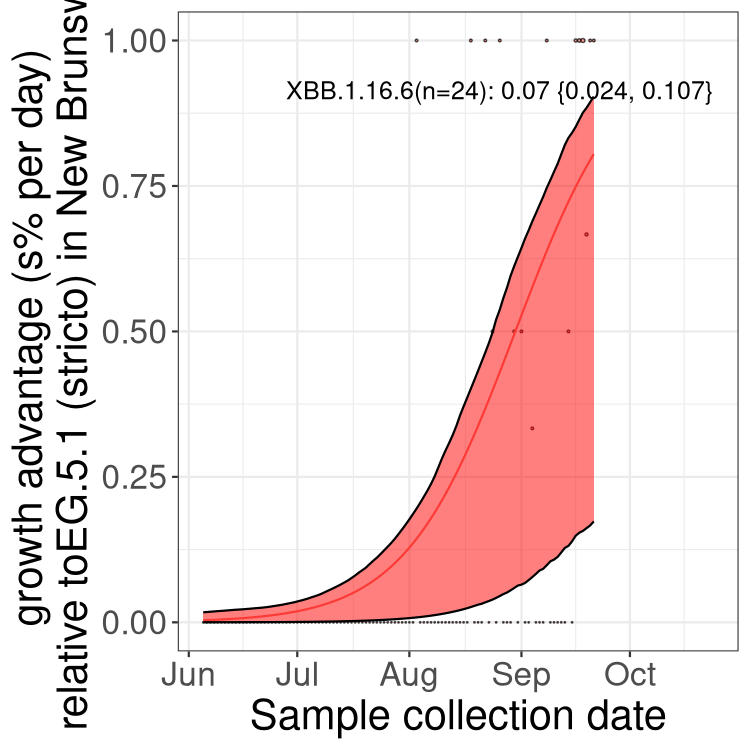 growth advantage (s% per day)
relative toEG.5.1 (stricto) in New
1.00
0.75
0.50
0.25
0.00
XBB.1.16.6(n=24): 0.07 {0.024, 0.107}
Jun Jul Aug Sep Oct
Sample collection date